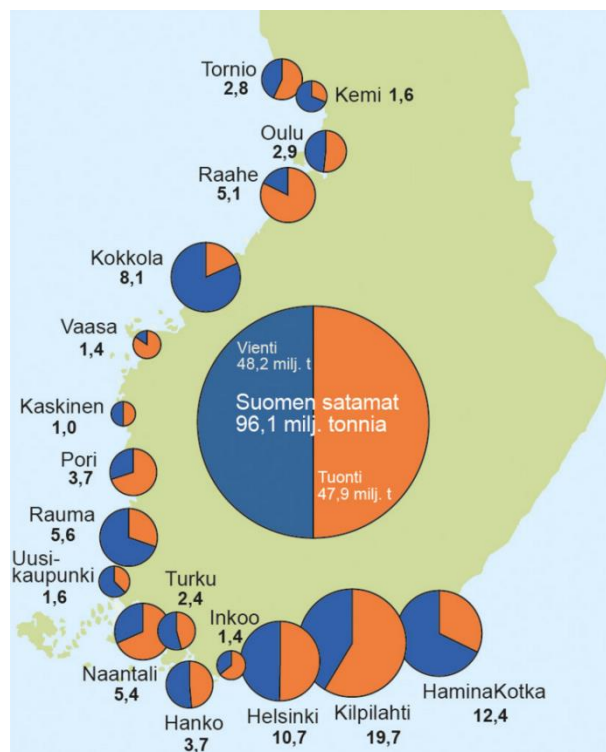 Tornio
2,8
Kemi 1,6
Oulu
2,9
Raahe
5,1
Kokkola
8,1
Vaasa
1,4
Vienti
48,2 milj. t
Suomen satamat
96,1 milj. tonnia
Tuonti
47,9 milj. t
Kaskinen
1,0
Pori
3,7
Rauma
5,6
Uusi-
kaupunki
1,6
Turku
2,4
Inkoo
1,4
Naantali
5,4
Hanko
3,7
Helsinki
10,7
Kilpilahti
19,7
HaminaKotka
12,4